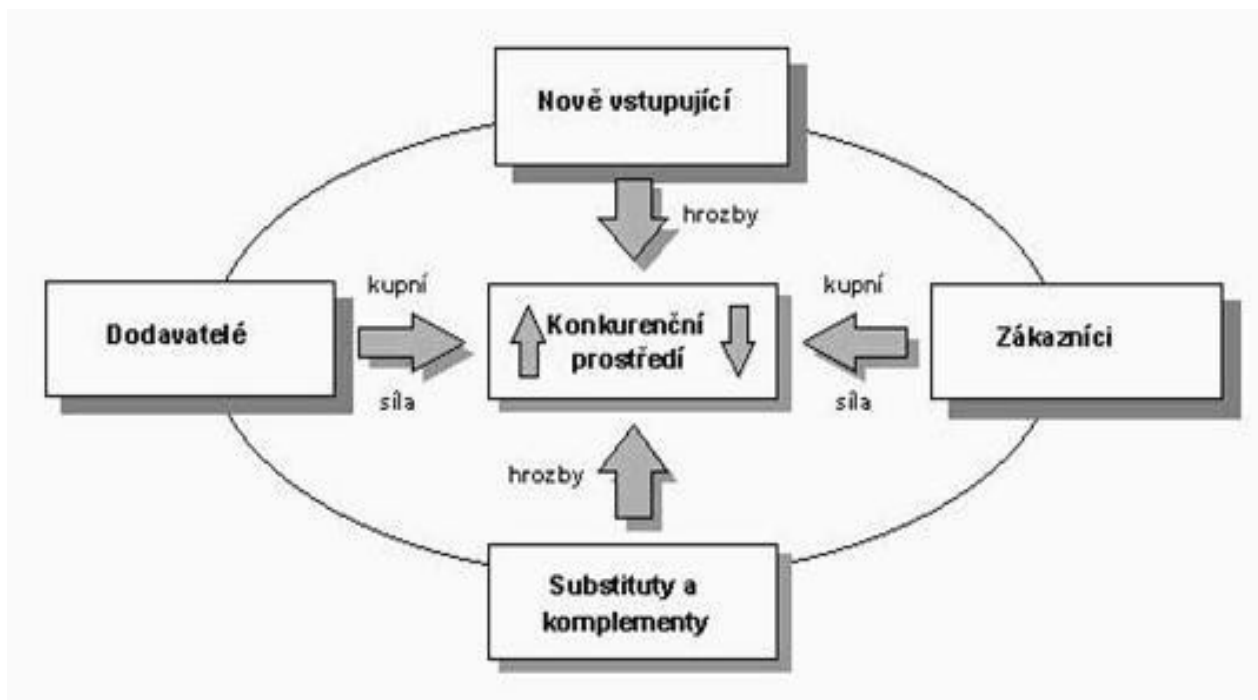 Nově vstupující
hrozby
kupní
kupní
Dodavatelé
Konkurenční
prostředí
Zákazníci
síla
síla
hrozby
Substituty a
komplementy